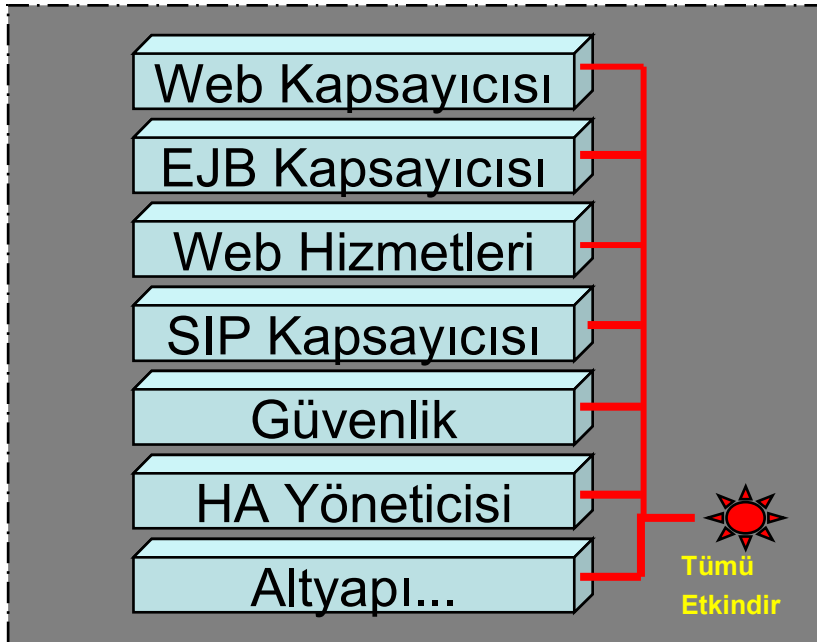 Web Kapsayıcısı
EJB Kapsayıcısı
Web Hizmetleri
SIP Kapsayıcısı
Güvenlik
HA Yöneticisi
Altyapı...
Tümü
Etkindir